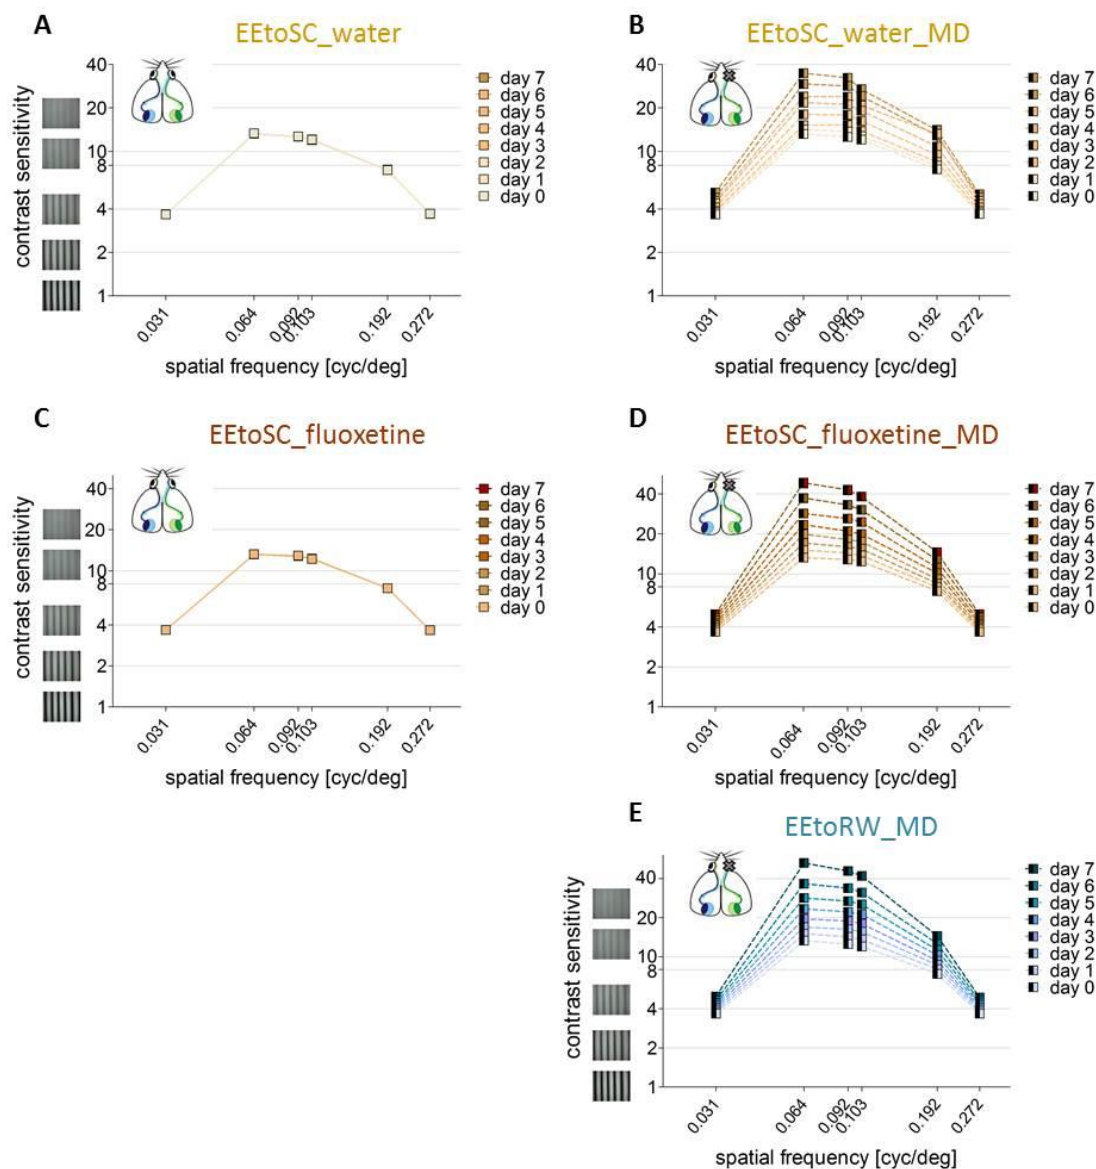 A
EEtoSC_water
contrast sensitivity
40
20
10
8
4
2
1
0.031
0.064
0.092
0.103
0.192
0.272
spatial frequency [cyc/deg]
day 7
day 6
day 5
day 4
day 3
day 2
day 1
day 0
B
EEtoSC_water_MD
40
20
10
8
4
2
1
0.031
0.064
0.092
0.103
0.192
0.272
spatial frequency [cyc/deg]
day 7
day 6
day 5
day 4
day 3
day 2
day 1
day 0
C
EEtoSC_fluoxetine
contrast sensitivity
40
20
10
8
4
2
1
0.031
0.064
0.092
0.103
0.192
0.272
spatial frequency [cyc/deg]
day 7
day 6
day 5
day 4
day 3
day 2
day 1
day 0
D
EEtoSC_fluoxetine_MD
40
20
10
8
4
2
1
0.031
0.064
0.092
0.103
0.192
0.272
spatial frequency [cyc/deg]
day 7
day 6
day 5
day 4
day 3
day 2
day 1
day 0
E
EEtoRW_MD
contrast sensitivity
40
20
10
8
4
2
1
0.031
0.064
0.092
0.103
0.192
0.272
spatial frequency [cyc/deg]
day 7
day 6
day 5
day 4
day 3
day 2
day 1
day 0